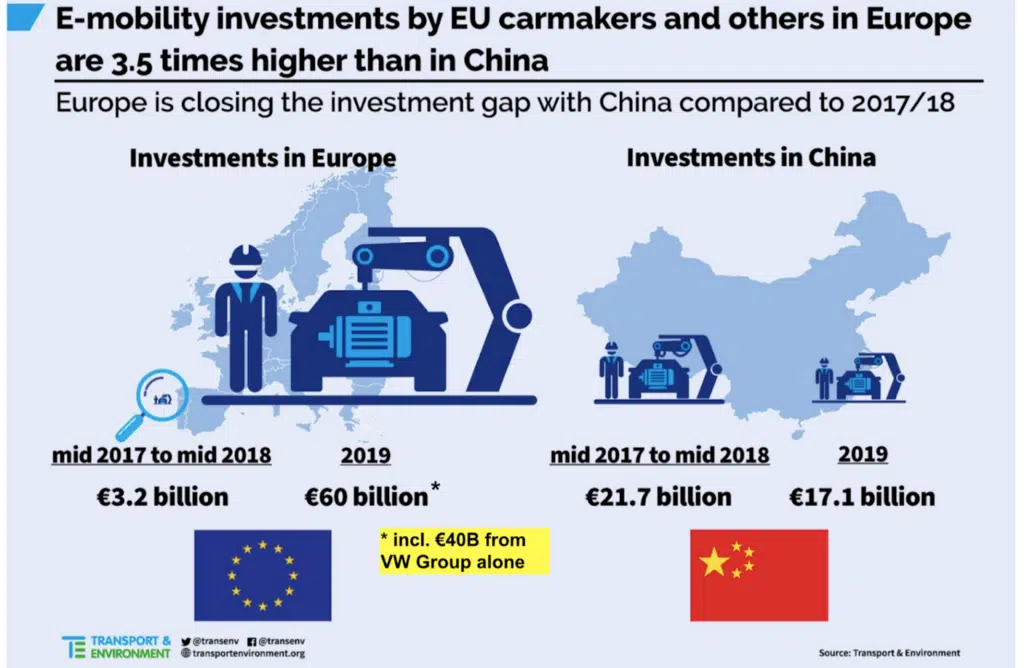 E-mobility investments by EU carmakers and others in Europe
are 3.5 times higher than in China
Europe is closing the investment gap with China compared to 2017/18
Investments in Europe
Investments in China
mid 2017 to mid 2018
2019
mid 2017 to mid 2018
2019
€3.2 billion
€60 billion*
€21.7 billion
€17.1 billion
* incl. €40B from
VW Group alone
TE TRANSPORT &
ENVIRONMENT
@transenv @transenv
transportenvironment.org
Source: Transport & Environment